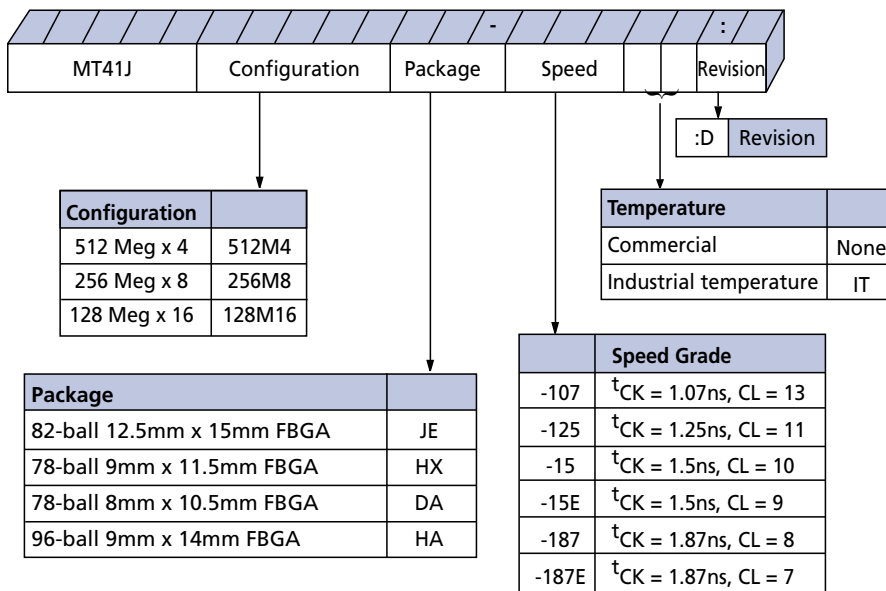 - :
MT41J Configuration Package Speed Revision
:D Revision
Configuration
512 Meg x 4 512M4
256 Meg x 8 256M8
128 Meg x 16 128M16
Temperature
Commercial None
Industrial temperature IT
Package
82-ball 12.5mm x 15mm FBGA JE
78-ball 9mm x 11.5mm FBGA HX
78-ball 8mm x 10.5mm FBGA DA
96-ball 9mm x 14mm FBGA HA
Speed Grade
-107 tCK = 1.07ns, CL = 13
-125 tCK = 1.25ns, CL = 11
-15 tCK = 1.5ns, CL = 10
-15E tCK = 1.5ns, CL = 9
-187 tCK = 1.87ns, CL = 8
-187E tCK = 1.87ns, CL = 7